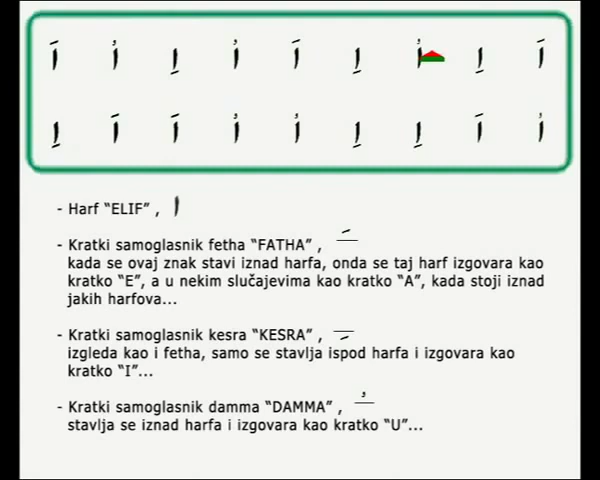 اَ اِ اُ اِ اَ اُ اِ اُ اَ
اُ اَ اِ اِ اُ اُ اَ اَ اِ
- Harf “ELIF” , ا
- Kratki samoglasnik fetha “FATHA” , ـَ
kada se ovaj znak stavi iznad harfa, onda se taj harf izgovara kao
kratko “E”, a u nekim slučajevima kao kratko “A”, kada stoji iznad
jakih harfova...
- Kratki samoglasnik kesra “KESRA” , ـِ
izgleda kao i fetha, samo se stavlja ispod harfa i izgovara kao
kratko “I”...
- Kratki samoglasnik damma “DAMMA” , ـُ
stavlja se iznad harfa i izgovara kao kratko “U”...